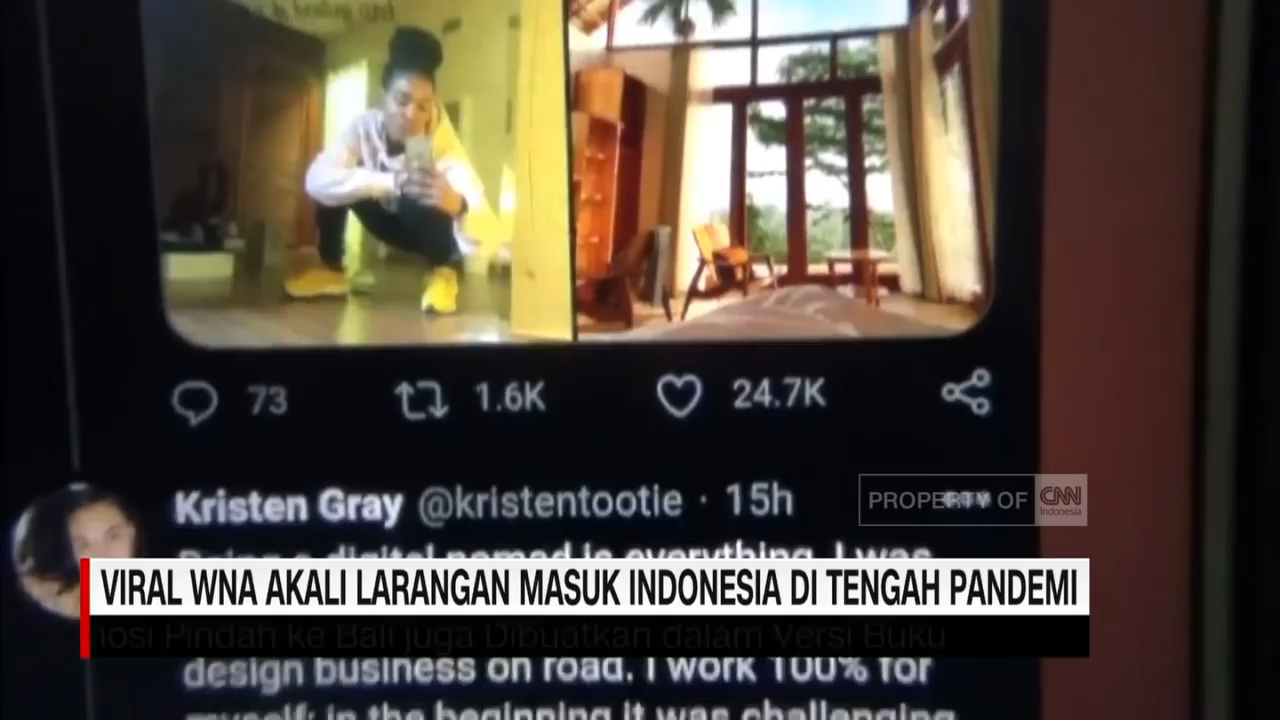 healing and
73 1.6K 24.7K
Kristen Gray @kristentootie · 15h
PROPERTY OF CNN Indonesia
Being a digital nomad is everything. I was
VIRAL WNA AKALI LARANGAN MASUK INDONESIA DI TENGAH PANDEMI
Pindah ke Bali juga Dibuatkan dalam Versi Buku
design business on road. I work 100% for
myself; in the beginning it was challenging